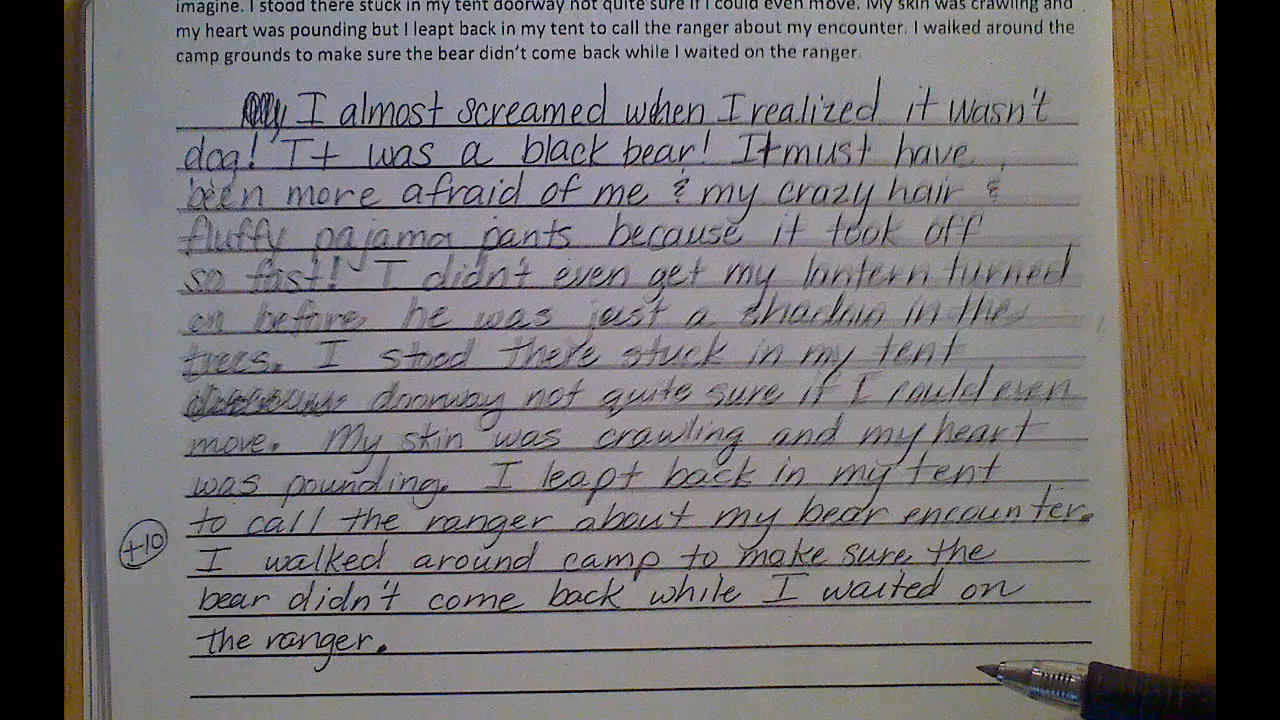 imagine. I stood there stuck in my tent doorway not quite sure if I could even move. My skin was crawling and
my heart was pounding but I leapt back in my tent to call the ranger about my encounter. I walked around the
camp grounds to make sure the bear didn't come back while I waited on the ranger.
I almost screamed when I realized it wasn't
dog! It was a black bear! It must have
been more afraid of me & my crazy hair &
fluffy pajama pants because it took off
so fast! I didn't even get my lantern turned
on before he was just a shadow in the
trees. I stood there stuck in my tent
doorway not quite sure if I could even
move. My skin was crawling and my heart
was pounding. I leapt back in my tent
to call the ranger about my bear encounter.
+10
I walked around camp to make sure the
bear didn't come back while I waited on
the ranger.